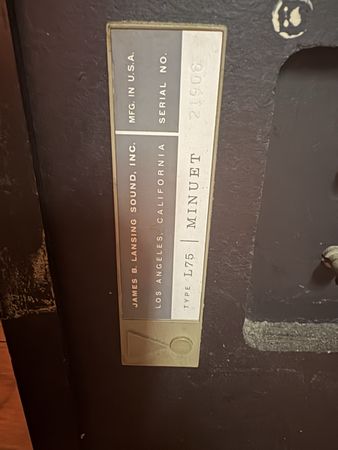 JAMES B. LANSING SOUND, INC.
MFG. IN U.S.A.
LOS ANGELES, CALIFORNIA
SERIAL NO.
TYPE L75 | MINUET
21906